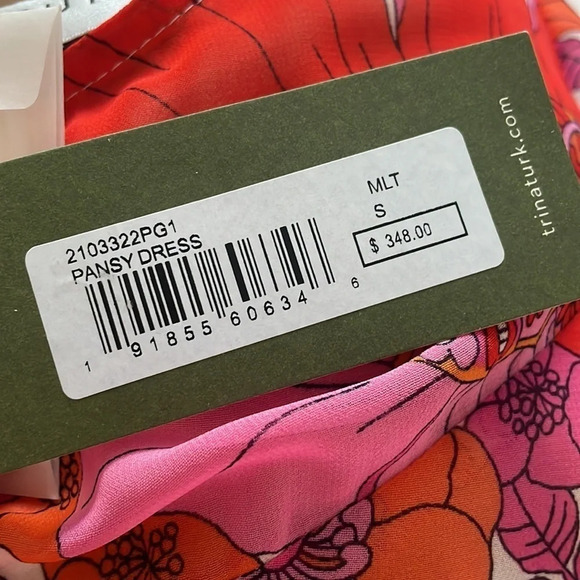 2103322PG1
PANSY DRESS
1 91855 60634 6
MLT
S
$ 348.00
trinaturk.com